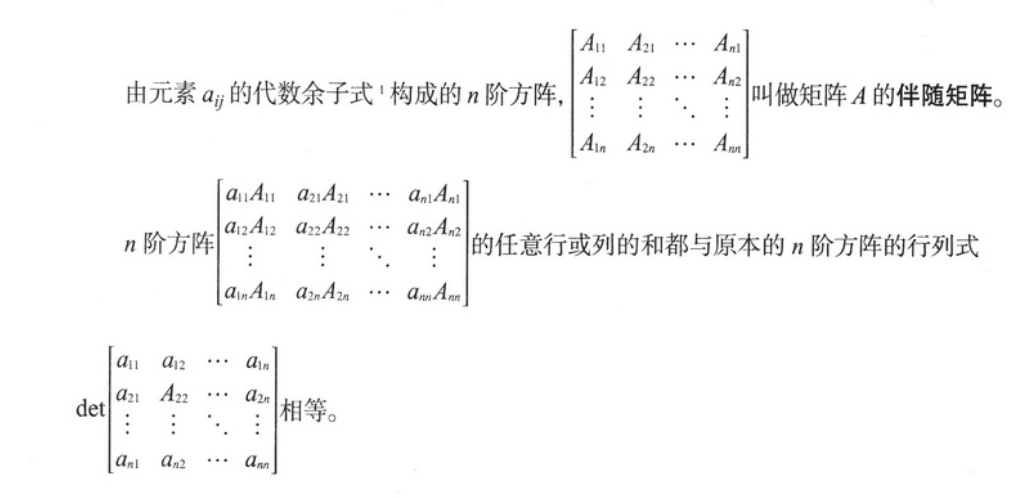 由元素 a_{ij} 的代数余子式¹构成的 n 阶方阵, \begin{bmatrix} A_{11} & A_{21} & \cdots & A_{n1} \\ A_{12} & A_{22} & \cdots & A_{n2} \\ \vdots & \vdots & \ddots & \vdots \\ A_{1n} & A_{2n} & \cdots & A_{nn} \end{bmatrix} 叫做矩阵 A 的伴随矩阵。
n 阶方阵 \begin{bmatrix} a_{11}A_{11} & a_{21}A_{21} & \cdots & a_{n1}A_{n1} \\ a_{12}A_{12} & a_{22}A_{22} & \cdots & a_{n2}A_{n2} \\ \vdots & \vdots & \ddots & \vdots \\ a_{1n}A_{1n} & a_{2n}A_{2n} & \cdots & a_{nn}A_{nn} \end{bmatrix} 的任意行或列的和都与原本的 n 阶方阵的行列式
det \begin{bmatrix} a_{11} & a_{12} & \cdots & a_{1n} \\ a_{21} & A_{22} & \cdots & a_{2n} \\ \vdots & \vdots & \ddots & \vdots \\ a_{n1} & a_{n2} & \cdots & a_{nn} \end{bmatrix} 相等。